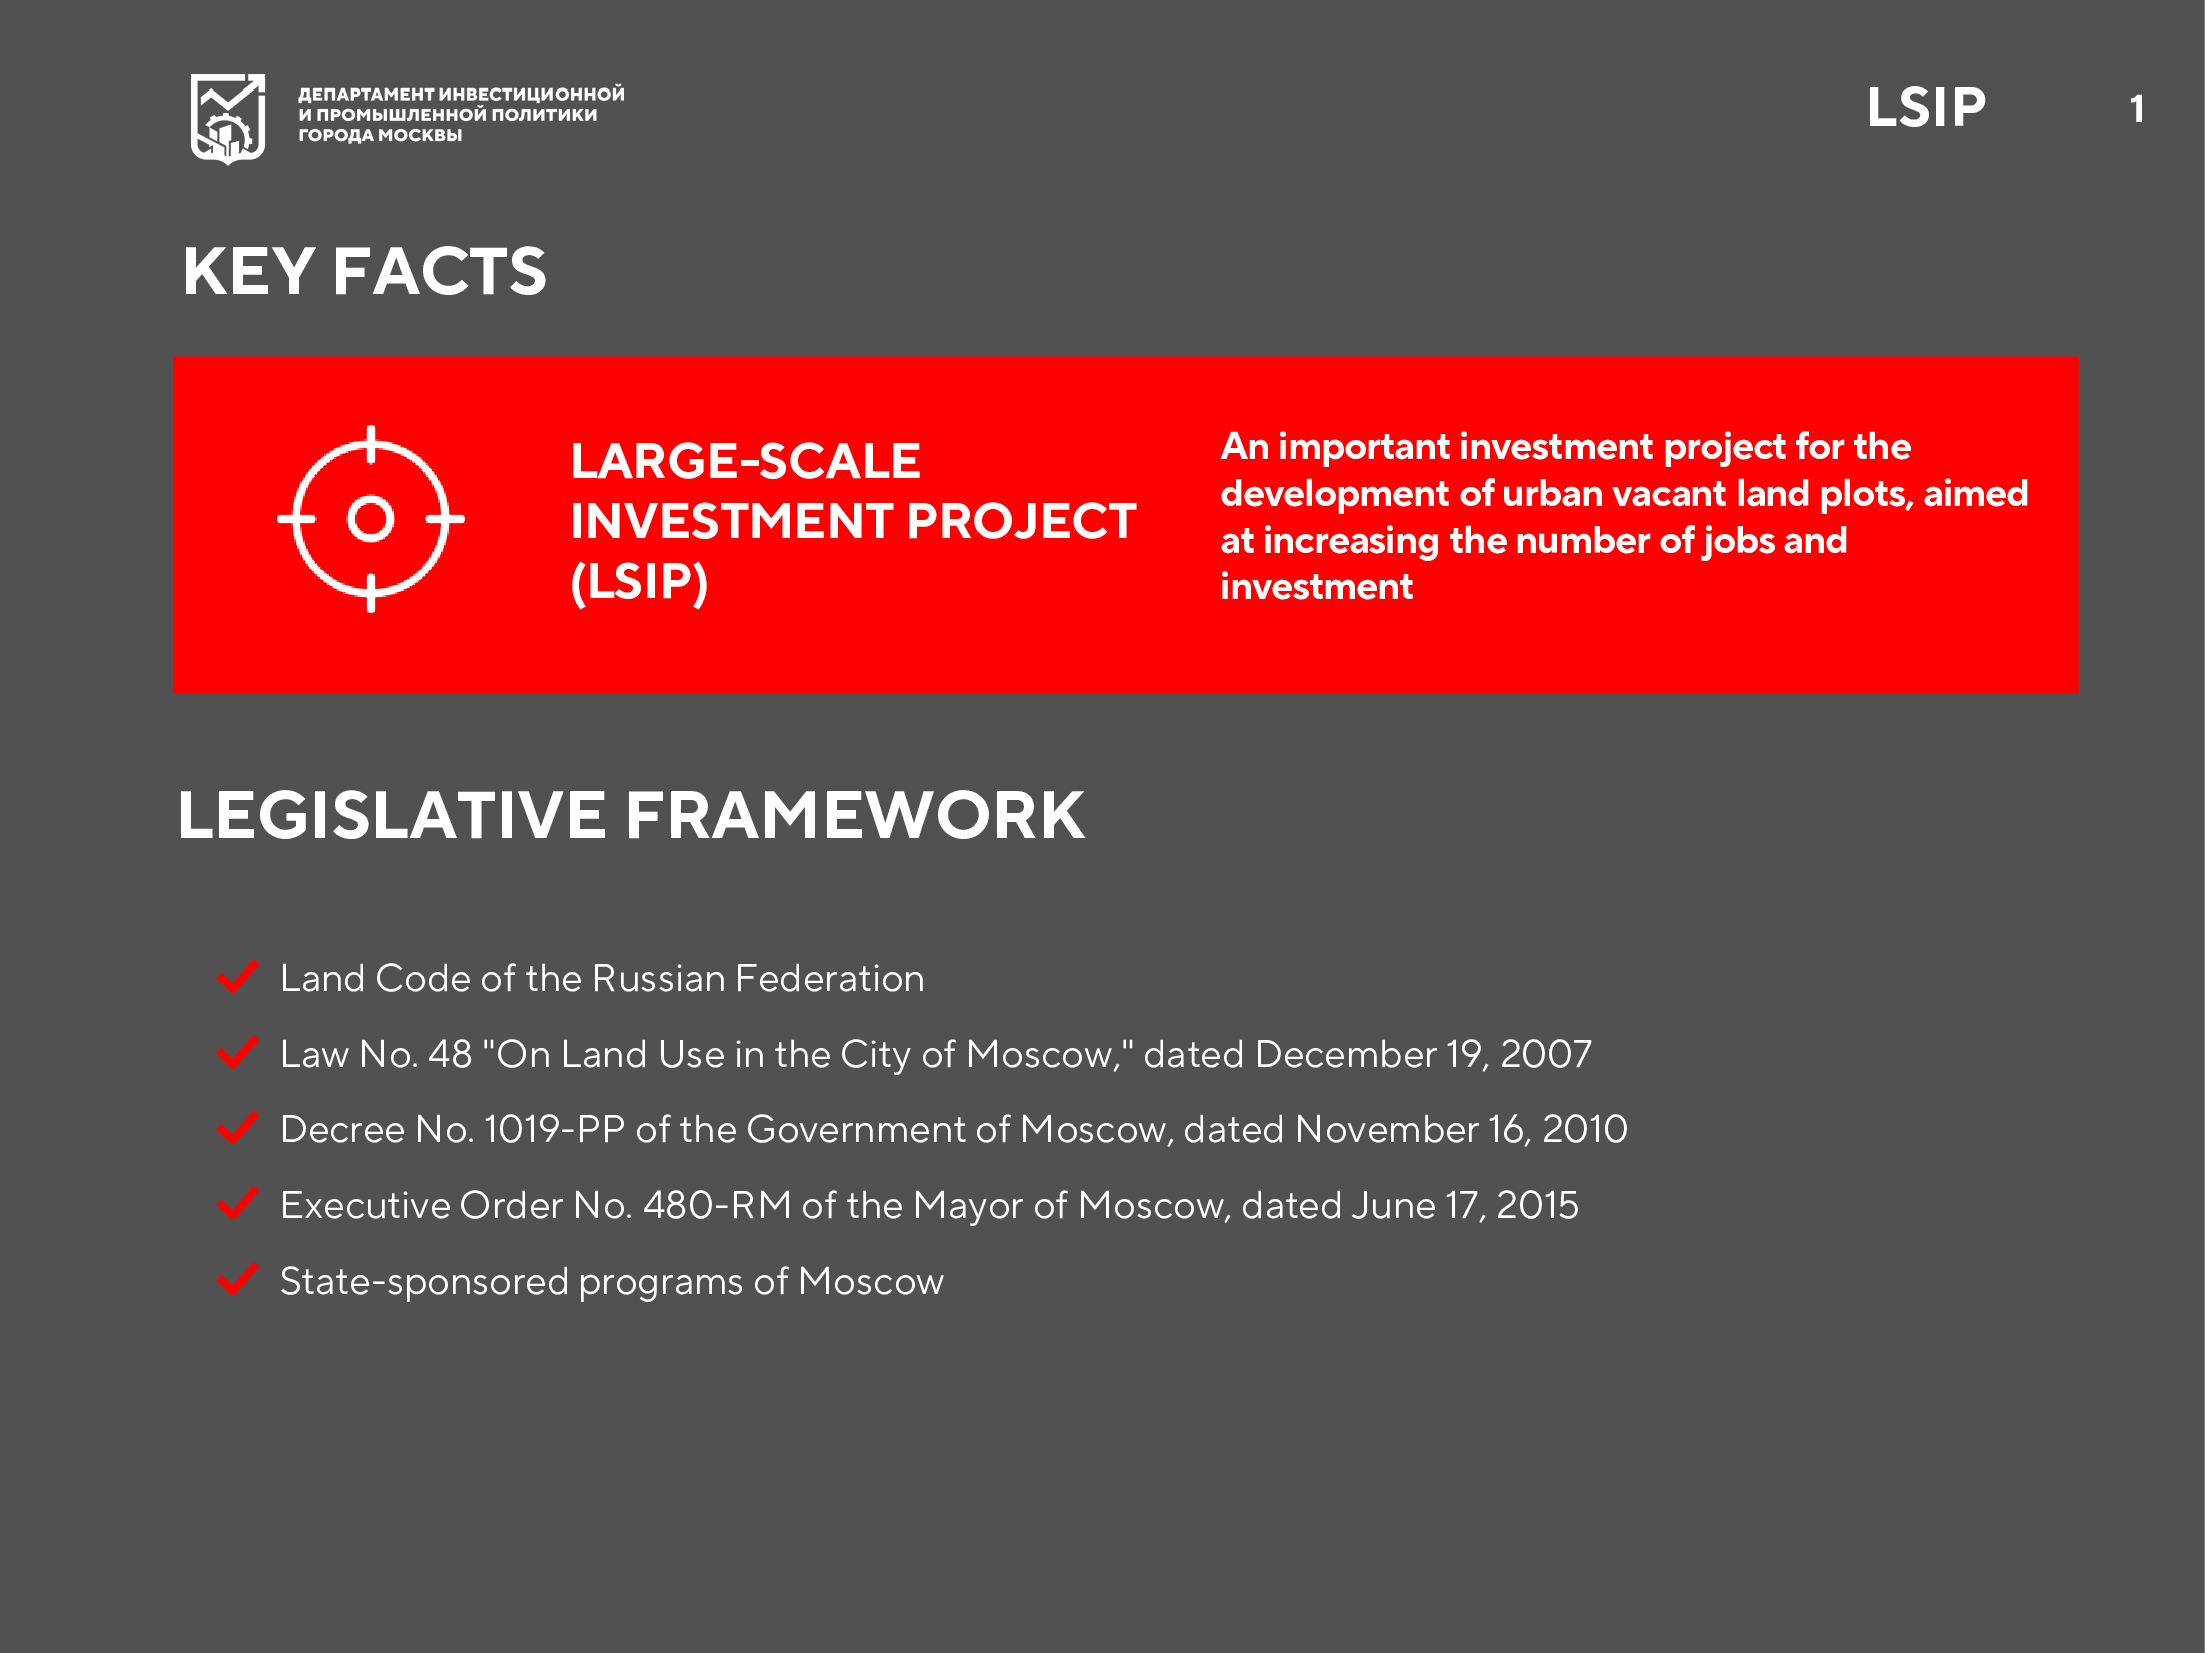 ДЕПАРТАМЕНТ ИНВЕСТИЦИОННОЙ
И ПРОМЫШЛЕННОЙ ПОЛИТИКИ
ГОРОДА МОСКВЫ
LSIP
1
KEY FACTS
LARGE-SCALE
INVESTMENT PROJECT
(LSIP)
An important investment project for the
development of urban vacant land plots, aimed
at increasing the number of jobs and
investment
LEGISLATIVE FRAMEWORK
Land Code of the Russian Federation
Law No. 48 "On Land Use in the City of Moscow," dated December 19, 2007
Decree No. 1019-PP of the Government of Moscow, dated November 16, 2010
Executive Order No. 480-RM of the Mayor of Moscow, dated June 17, 2015
State-sponsored programs of Moscow